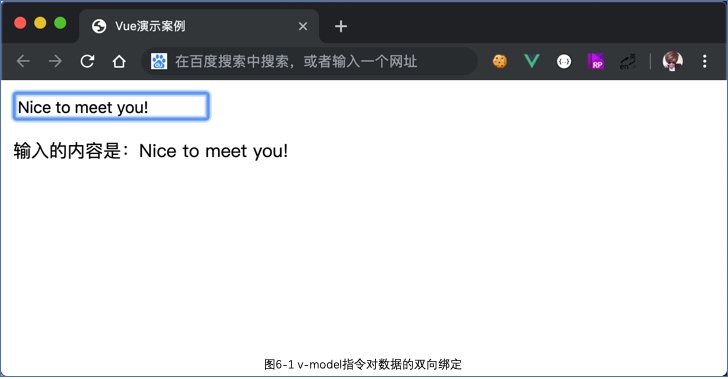 Vue演示案例
在百度搜索中搜索，或者输入一个网址
RP
en
Nice to meet you!
输入的内容是：Nice to meet you!
图6-1 v-model指令对数据的双向绑定